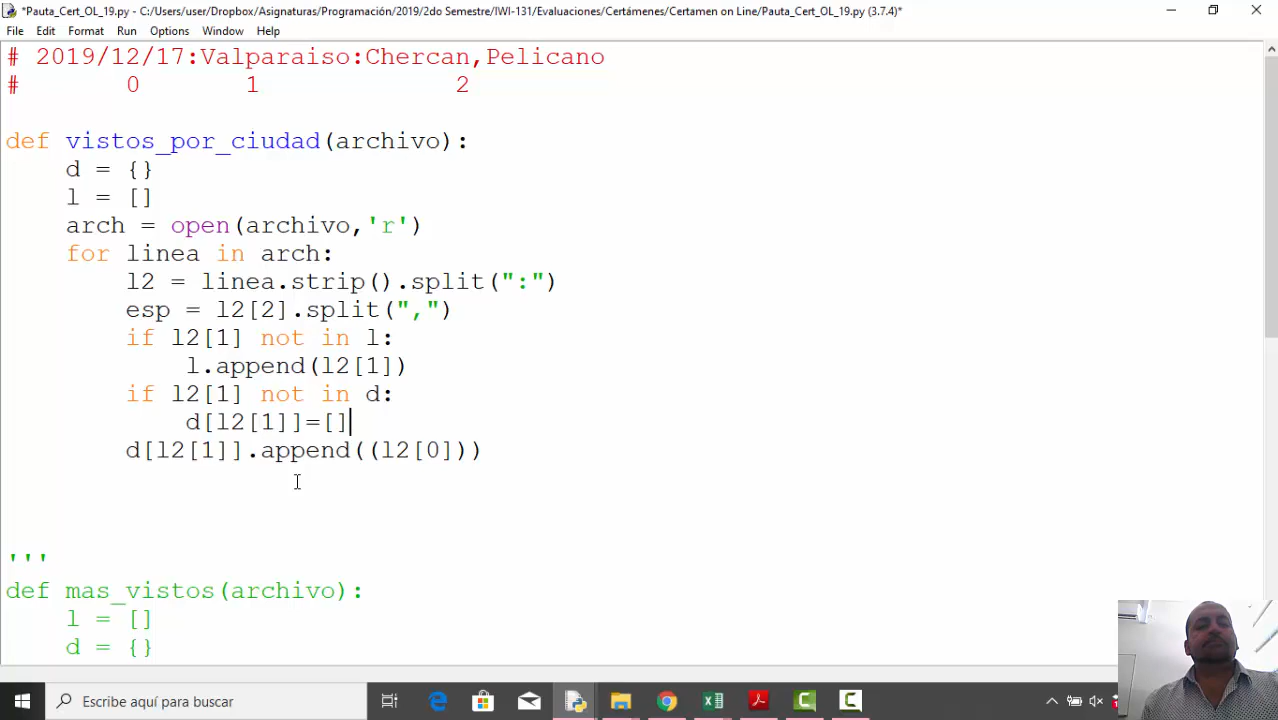 *Pauta_Cert_OL_19.py - C:/Users/user/Dropbox/Asignaturas/Programación/2019/2do Semestre/IWI-131/Evaluaciones/Certámenes/Certamen on Line/Pauta_Cert_OL_19.py (3.7.4)*
File Edit Format Run Options Window Help
# 2019/12/17:Valparaiso:Chercan,Pelicano
# 0 1 2
def vistos_por_ciudad(archivo):
d = {}
l = []
arch = open(archivo,'r')
for linea in arch:
l2 = linea.strip().split(":")
esp = l2[2].split(",")
if l2[1] not in l:
l.append(l2[1])
if l2[1] not in d:
d[l2[1]]=[]
d[l2[1]].append((l2[0]))
'''
def mas_vistos(archivo):
l = []
d = {}
Escribe aquí para buscar